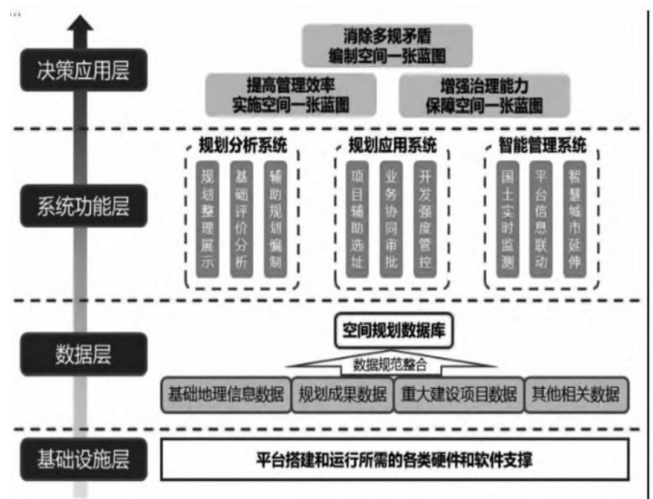 决策应用层
消除多规矛盾
编制空间一张蓝图
提高管理效率
实施空间一张蓝图
增强治理能力
保障空间一张蓝图
系统功能层
规划分析系统
规划整理展示
基础评价分析
辅助规划编制
规划应用系统
项目辅助选址
业务协同审批
开发强度管控
智能管理系统
国土实时监测
平台信息联动
智慧城市延伸
数据层
空间规划数据库
数据规范整合
基础地理信息数据
规划成果数据
重大建设项目数据
其他相关数据
基础设施层
平台搭建和运行所需的各类硬件和软件支撑